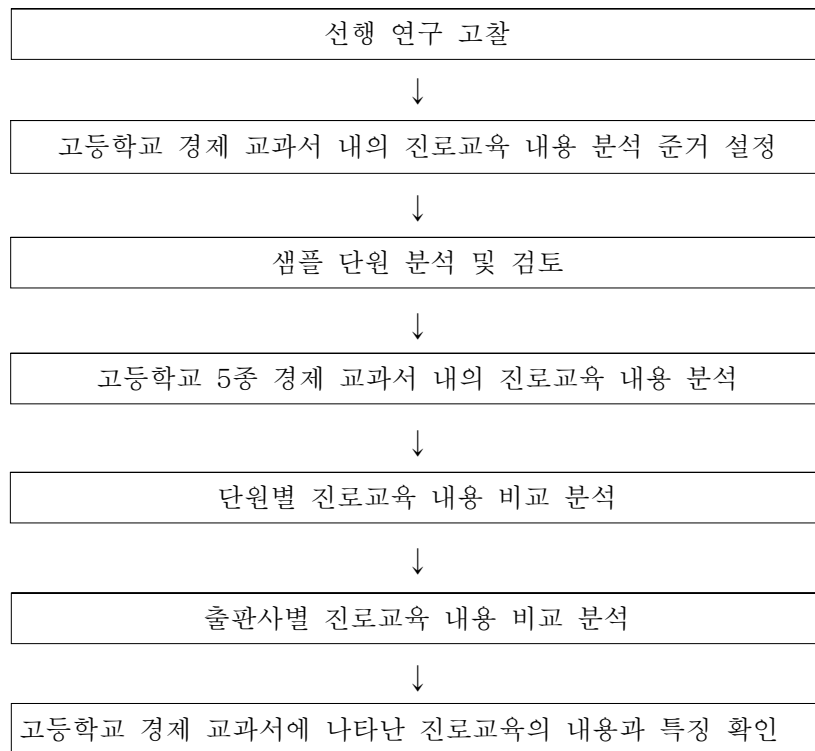 선행 연구 고찰
↓
고등학교 경제 교과서 내의 진로교육 내용 분석 준거 설정
↓
샘플 단원 분석 및 검토
↓
고등학교 5종 경제 교과서 내의 진로교육 내용 분석
↓
단원별 진로교육 내용 비교 분석
↓
출판사별 진로교육 내용 비교 분석
↓
고등학교 경제 교과서에 나타난 진로교육의 내용과 특징 확인